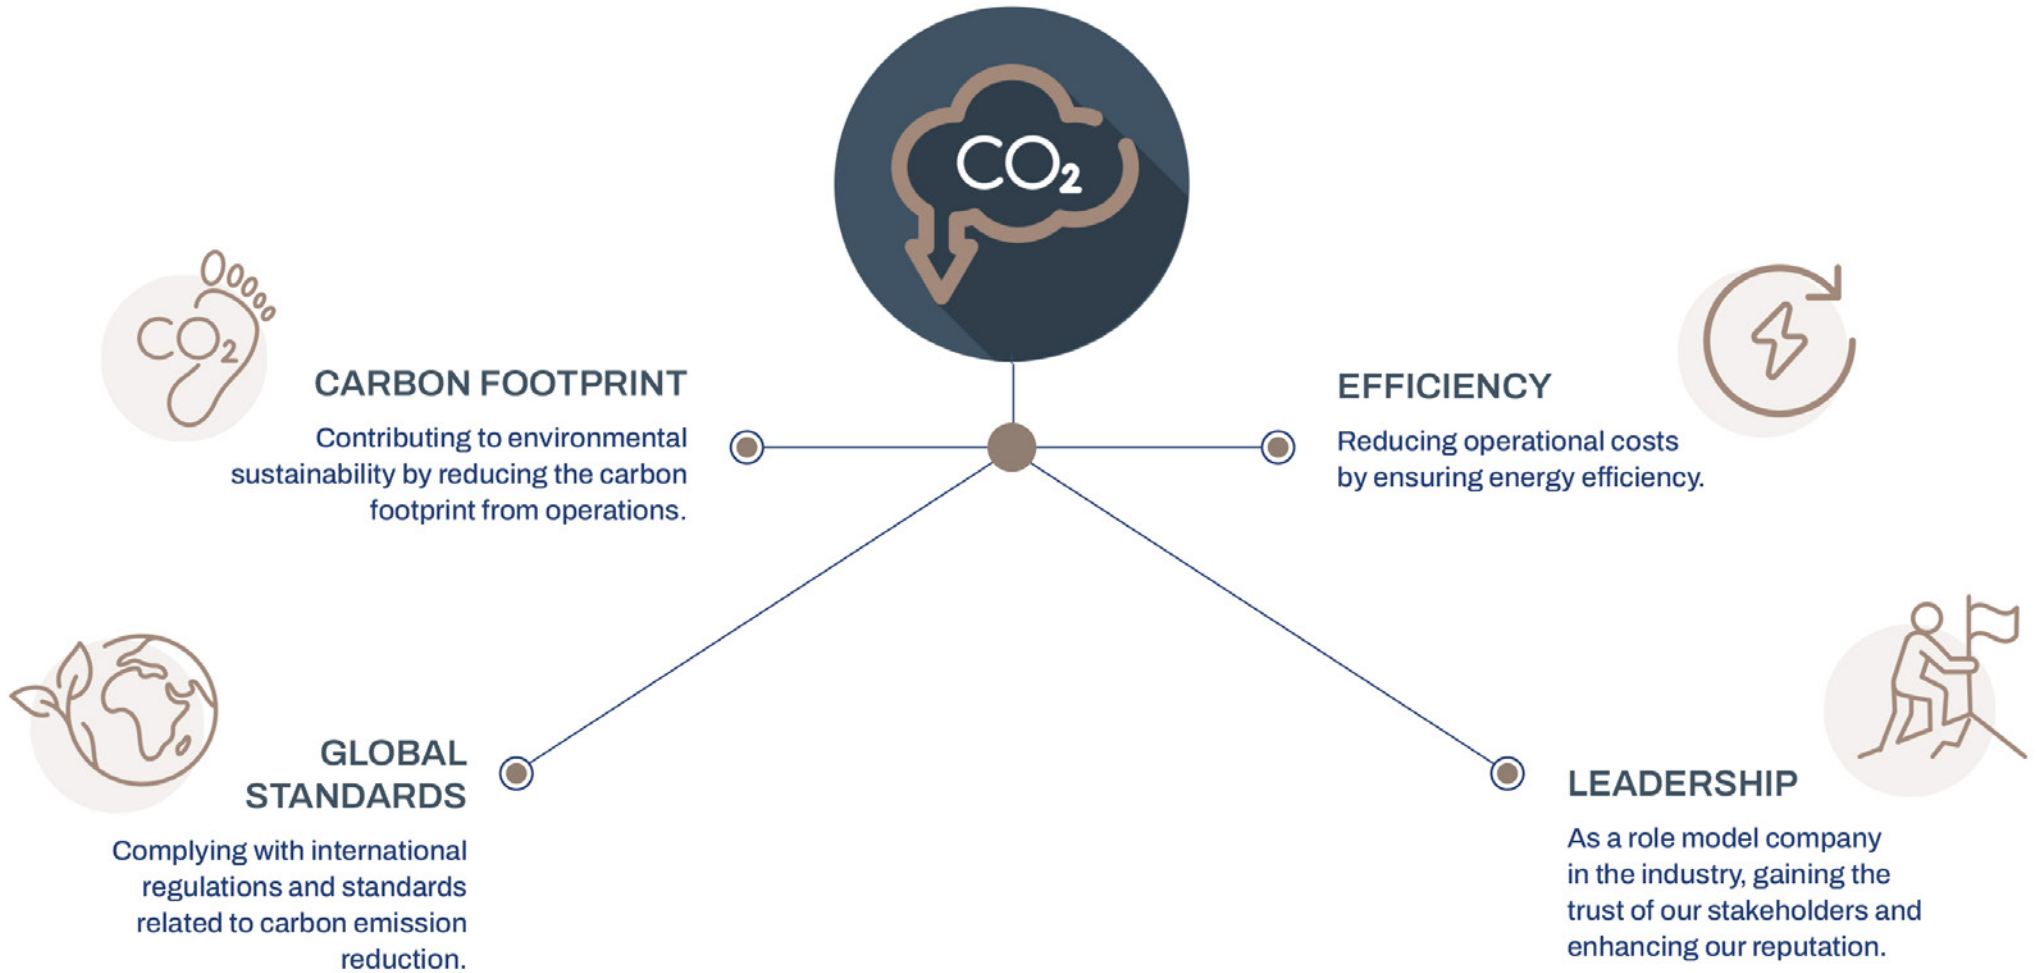 CO₂
CO₂
CARBON FOOTPRINT
Contributing to environmental
sustainability by reducing the carbon
footprint from operations.
EFFICIENCY
Reducing operational costs
by ensuring energy efficiency.
GLOBAL
STANDARDS
Complying with international
regulations and standards
related to carbon emission
reduction.
LEADERSHIP
As a role model company
in the industry, gaining the
trust of our stakeholders and
enhancing our reputation.